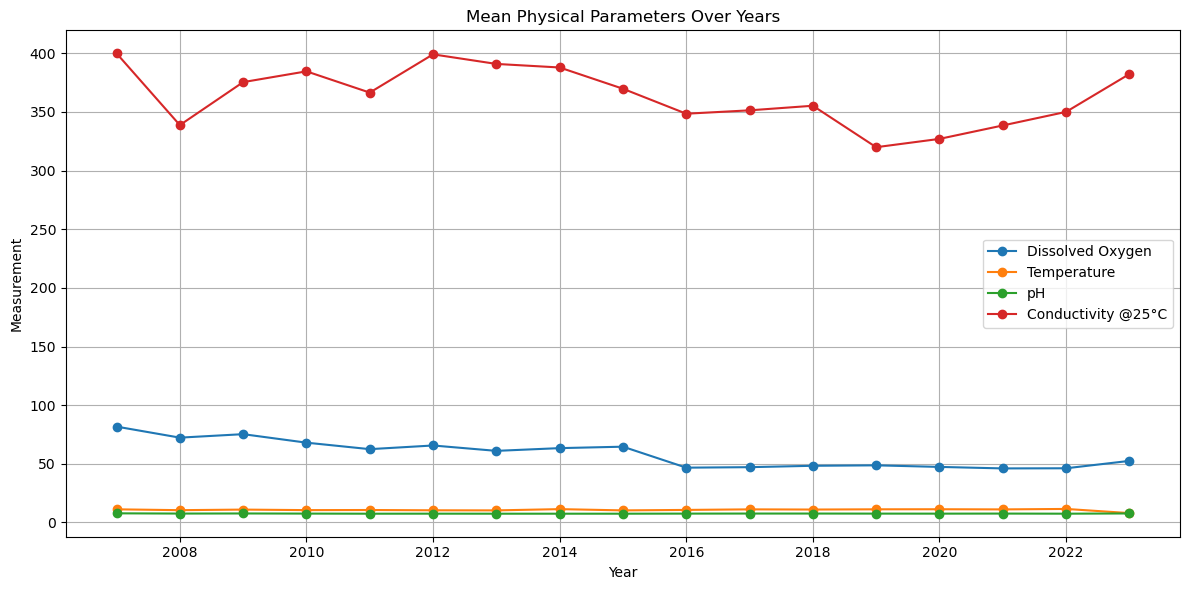 Mean Physical Parameters Over Years
Measurement
400
350
300
250
200
150
100
50
0
Dissolved Oxygen
Temperature
pH
Conductivity @25°C
2008 2010 2012 2014 2016 2018 2020 2022
Year